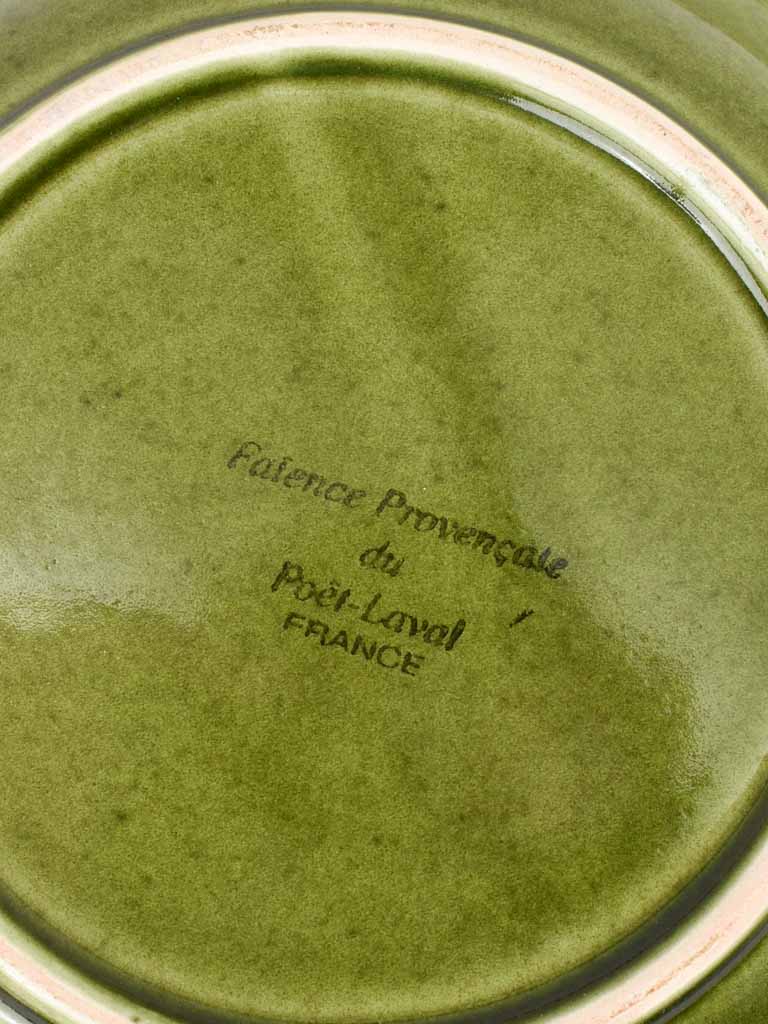 Faïence Provençale
du
Poët-Laval
FRANCE